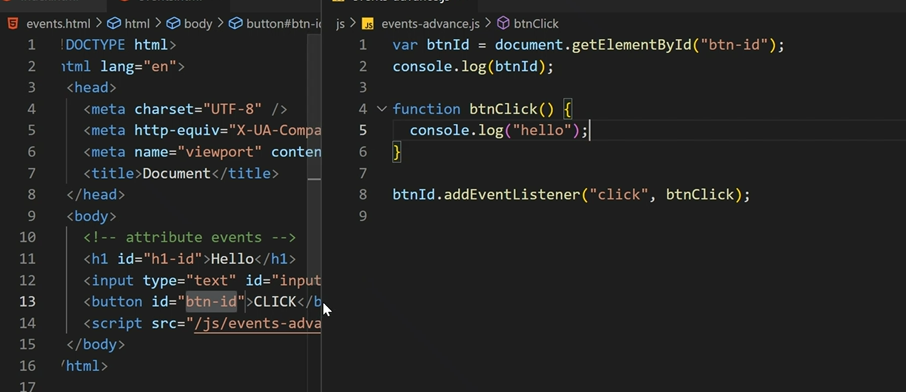 events.html > html > body > button#btn-id
1 !DOCTYPE html>
2 html lang="en">
3 <head>
4 <meta charset="UTF-8" />
5 <meta http-equiv="X-UA-Compa
6 <meta name="viewport" conten
7 <title>Document</title>
8 </head>
9 <body>
10 <!-- attribute events -->
11 <h1 id="h1-id">Hello</h1>
12 <input type="text" id="input
13 <button id="btn-id">CLICK</b
14 <script src="/js/events-adva
15 </body>
16 /html>
17
js > JS events-advance.js > btnClick
1 var btnId = document.getElementById("btn-id");
2 console.log(btnId);
3
4 function btnClick() {
5 console.log("hello");
6 }
7
8 btnId.addEventListener("click", btnClick);
9